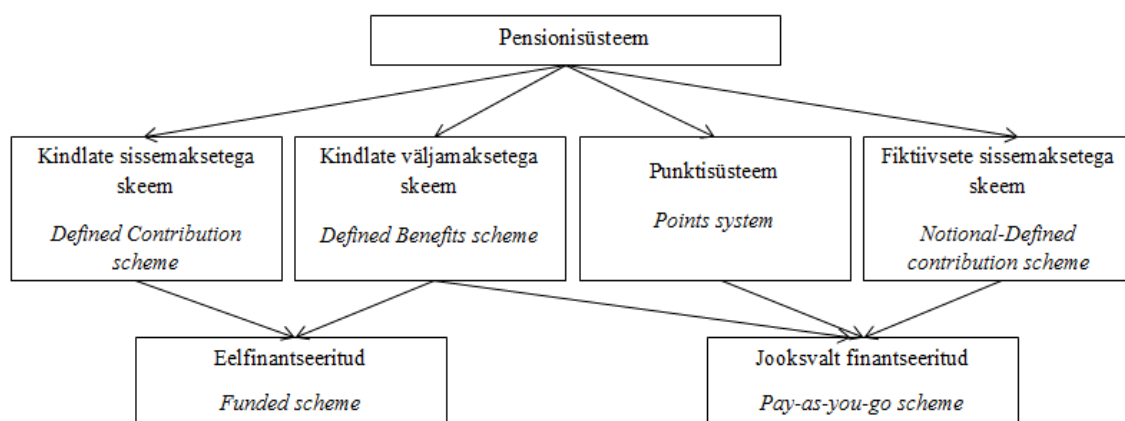 Pensionisüsteem
Kindlate sissemaksetega
skeem
Defined Contribution
scheme
Kindlate väljamaksetega
skeem
Defined Benefits scheme
Punktisüsteem
Points system
Fiktiivsete sissemaksetega
skeem
Notional-Defined
contribution scheme
Eelfinantseeritud
Funded scheme
Jooksvalt finantseeritud
Pay-as-you-go scheme